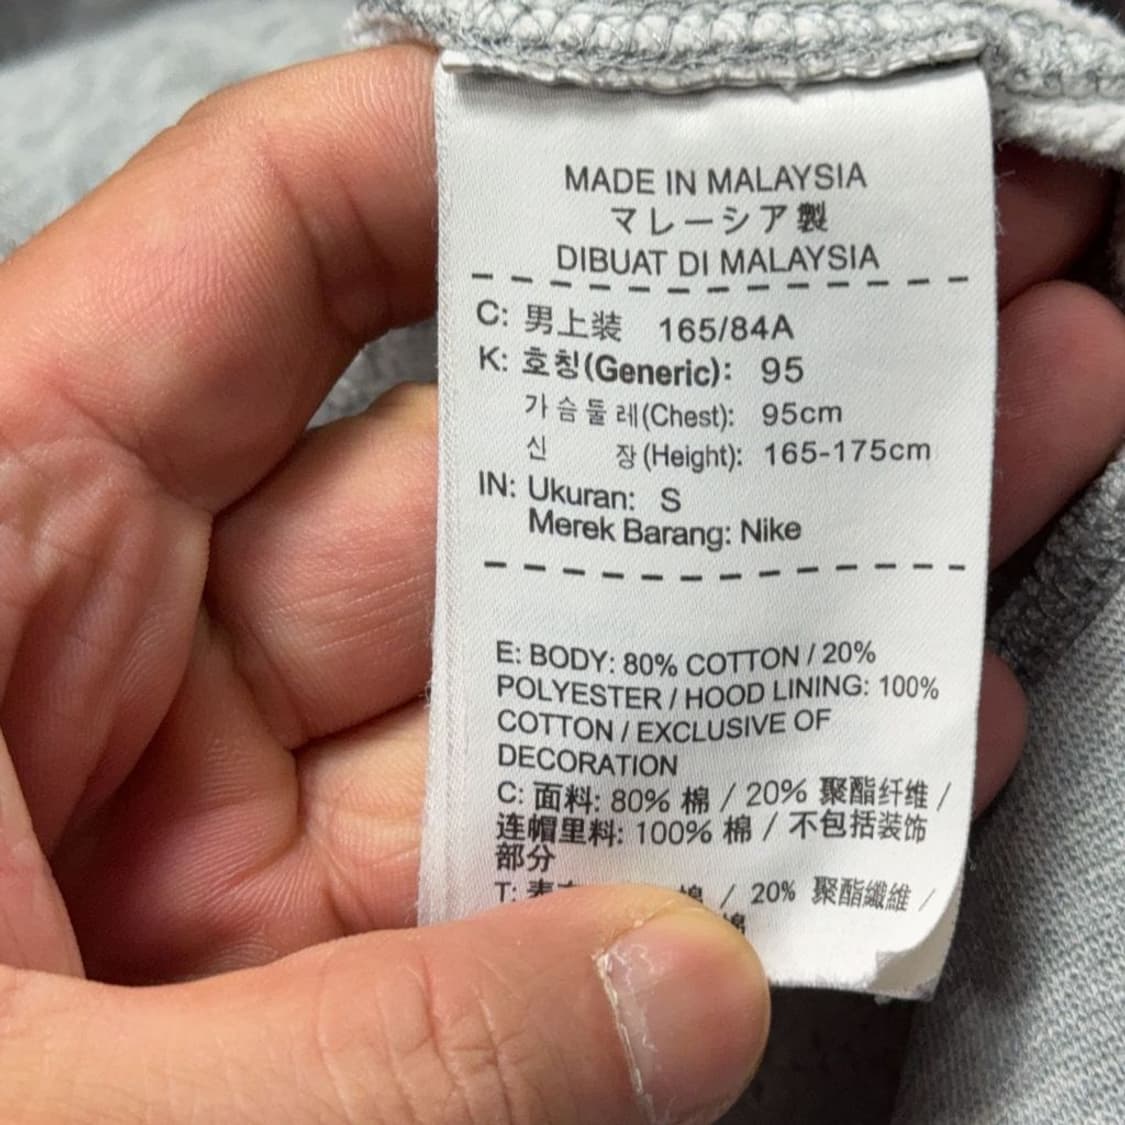 MADE IN MALAYSIA
マレーシア製
DIBUAT DI MALAYSIA
C: 男上装 165/84A
K: 호칭(Generic): 95
가슴둘레(Chest): 95cm
신 장(Height): 165-175cm
IN: Ukuran: S
Merek Barang: Nike
E: BODY: 80% COTTON / 20%
POLYESTER / HOOD LINING: 100%
COTTON / EXCLUSIVE OF
DECORATION
C: 面料: 80% 棉 / 20% 聚酯纤维 /
连帽里料: 100% 棉 / 不包括装饰
部分
T: 棉 / 20% 聚酯纖維 /
棉